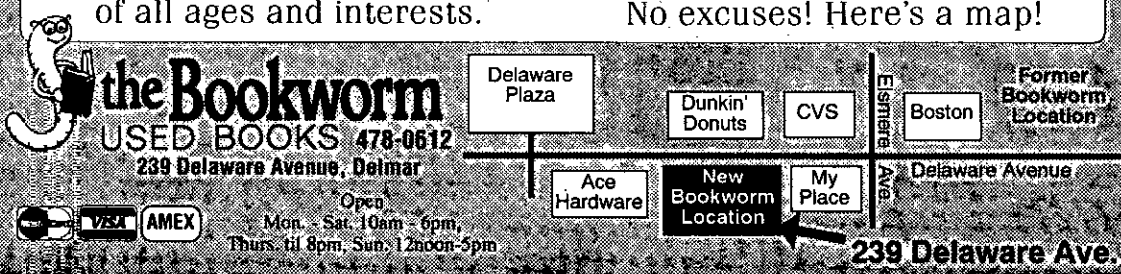 of all ages and interests.
No excuses! Here's a map!
the Bookworm
USED BOOKS 478-0612
239 Delaware Avenue, Delmar
VISA
AMEX
Open
Mon. - Sat. 10am - 6pm,
Thurs. til 8pm, Sun. 12noon-5pm
Delaware
Plaza
Dunkin'
Donuts
CVS
Elsmere Ave.
Boston
Former
Bookworm
Location
Delaware Avenue
Ace
Hardware
New
Bookworm
Location
My
Place
239 Delaware Ave.